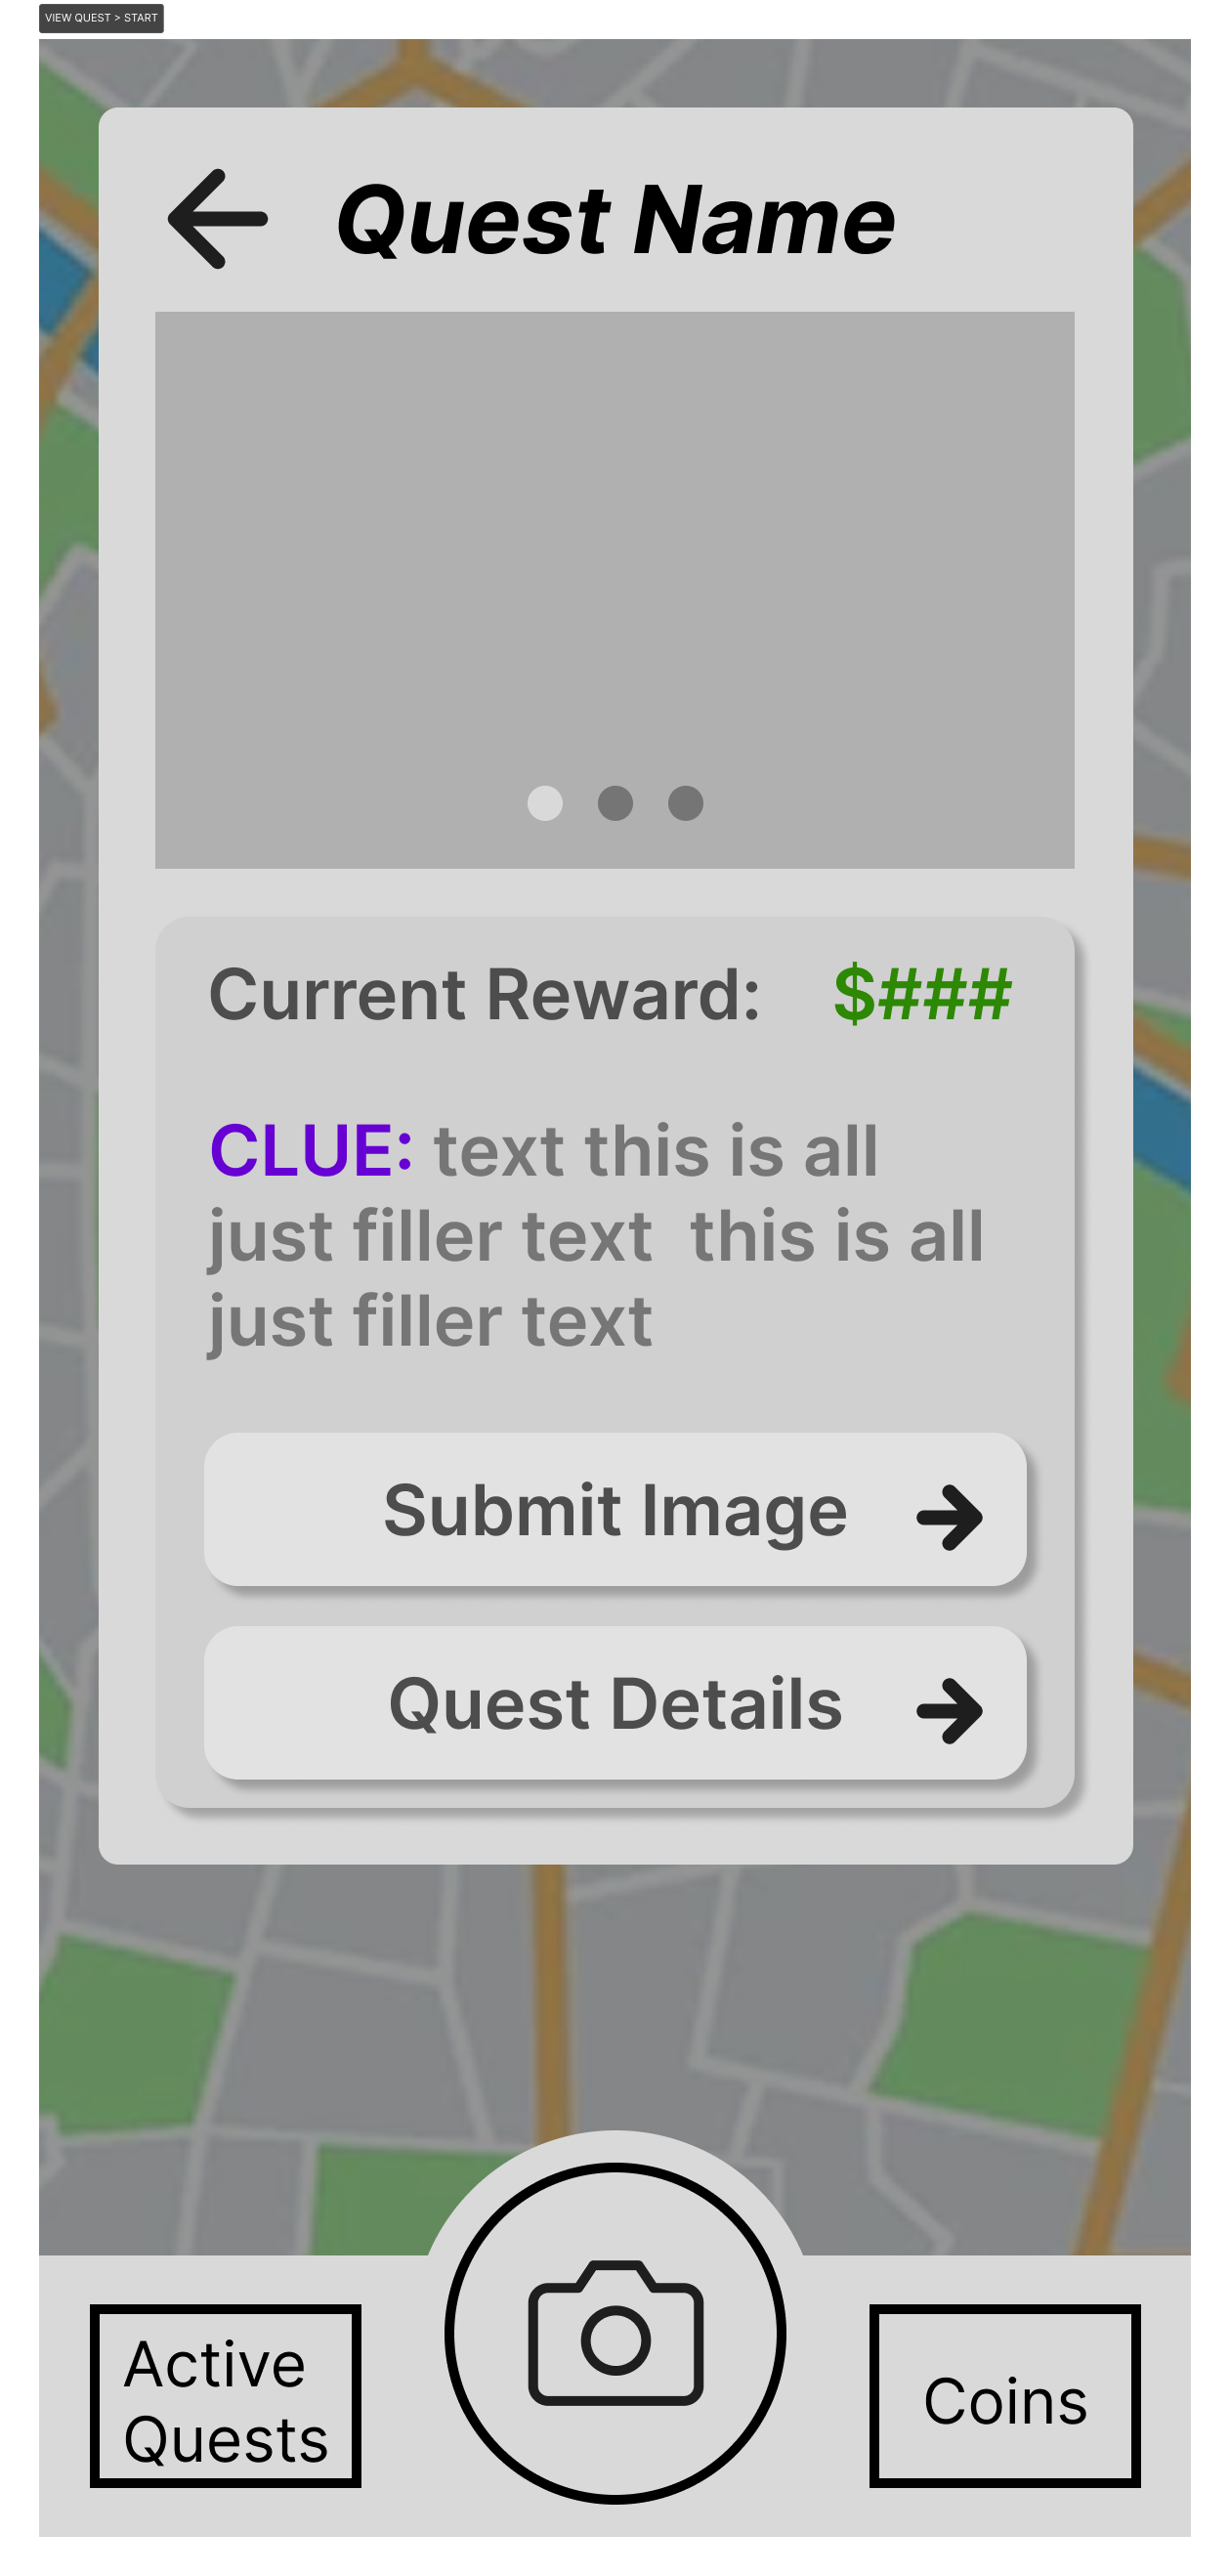 VIEW QUEST > START
Quest Name
Current Reward: $###
CLUE: text this is all
just filler text  this is all
just filler text
Submit Image
Quest Details
Active
Quests
Coins